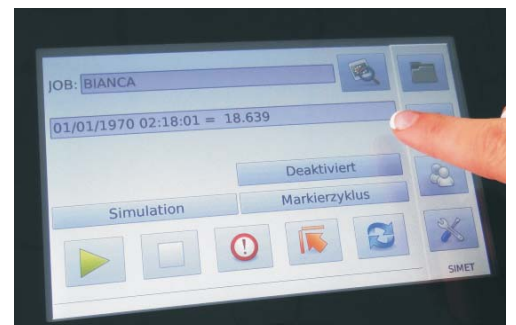 JOB: BIANCA
01/01/1970 02:18:01 = 18.639
Deaktiviert
Simulation Markierzyklus
SIMET